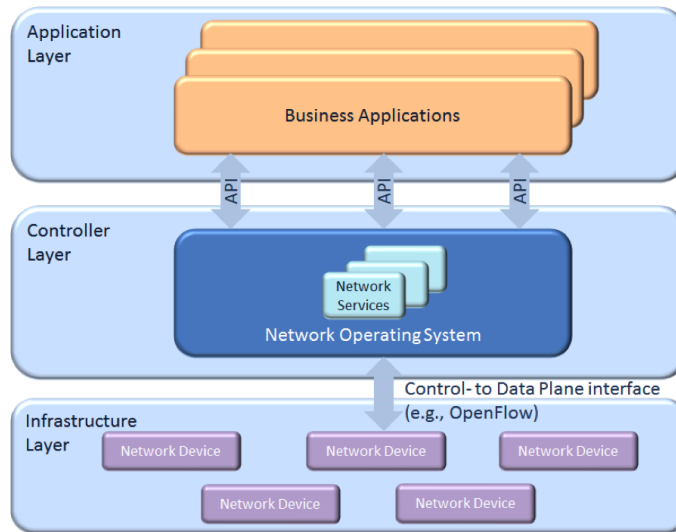 Application
Layer
Business Applications
API
API
API
Controller
Layer
Network
Services
Network Operating System
Control- to Data Plane interface
(e.g., OpenFlow)
Infrastructure
Layer
Network Device
Network Device
Network Device
Network Device
Network Device